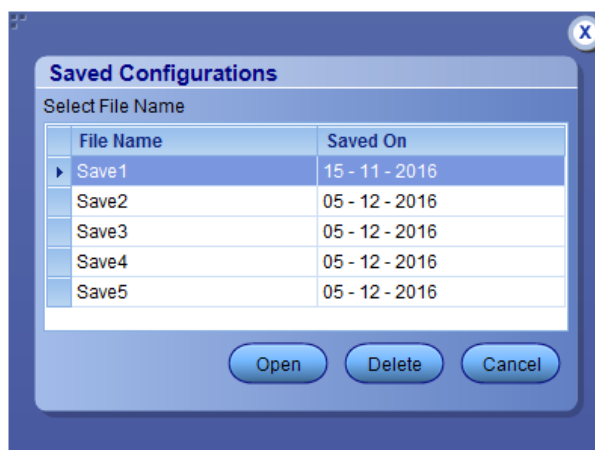 X
Saved Configurations
Select File Name
File Name Saved On
Save1 15 - 11 - 2016
Save2 05 - 12 - 2016
Save3 05 - 12 - 2016
Save4 05 - 12 - 2016
Save5 05 - 12 - 2016
Open Delete Cancel